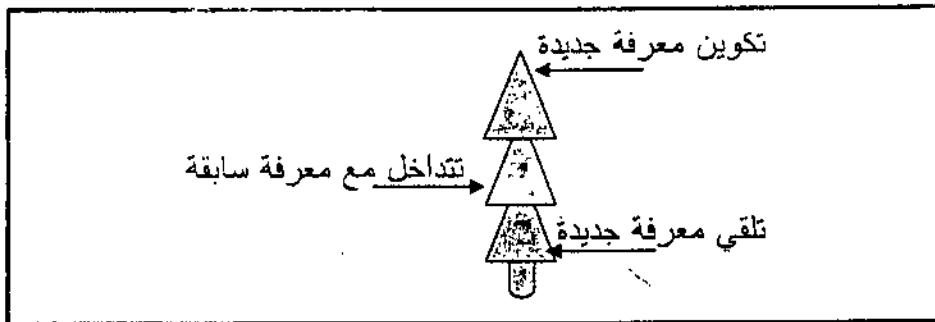 تكوين معرفة جديدة
تتداخل مع معرفة سابقة
تلقي معرفة جديدة